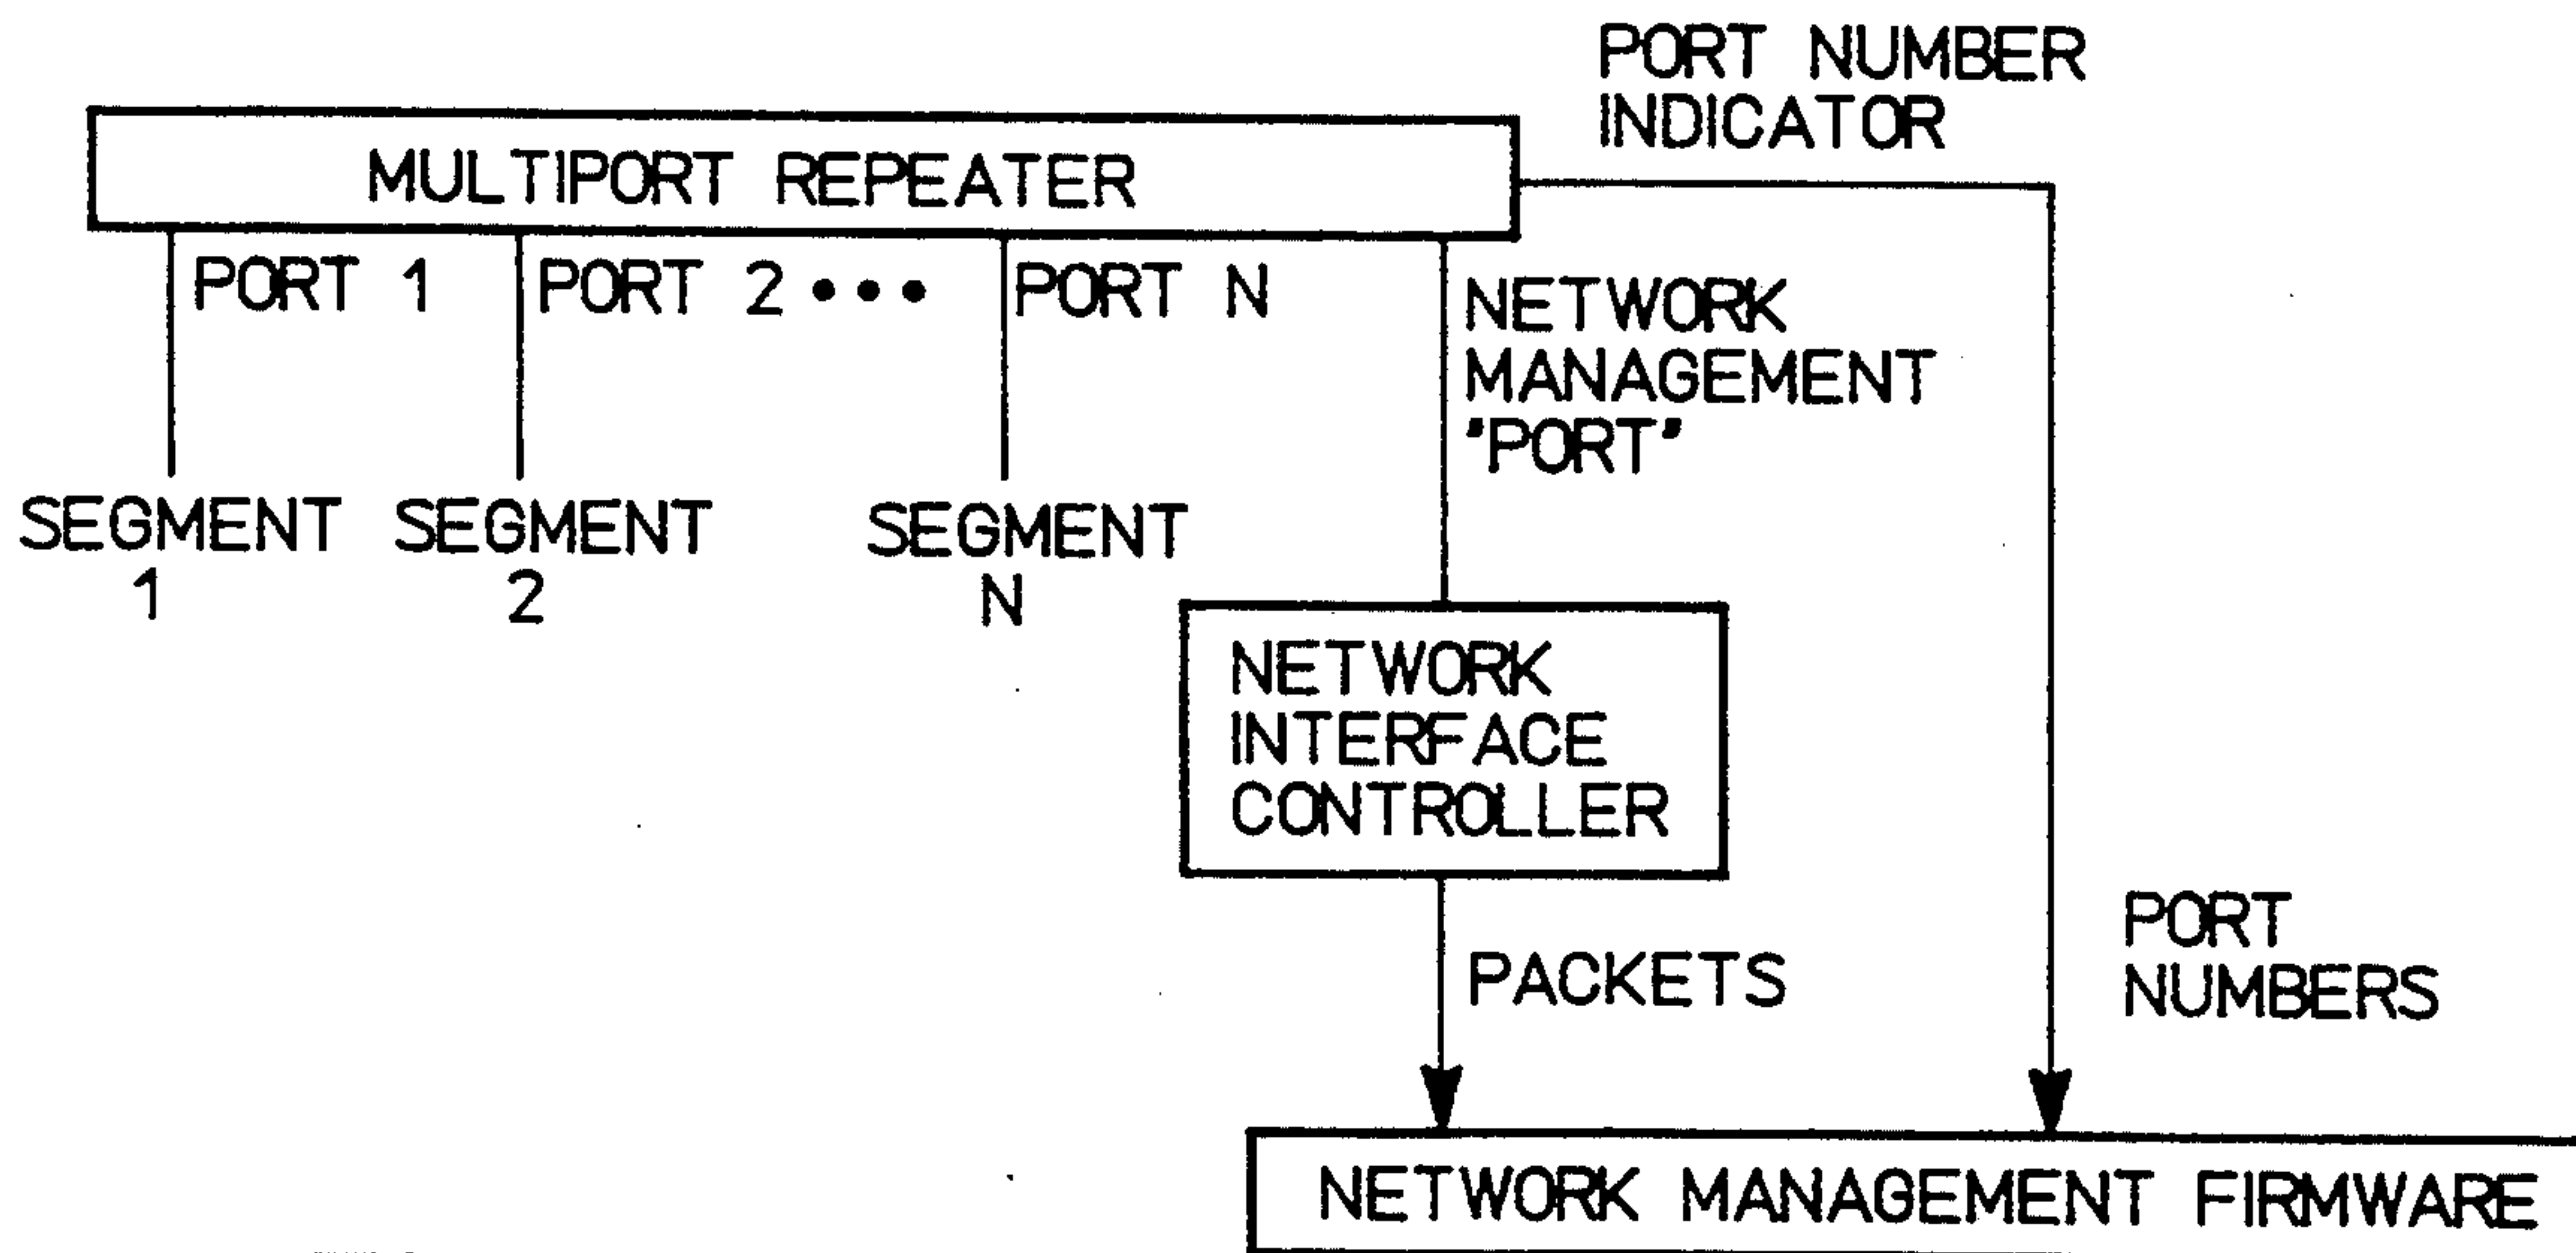 PORT NUMBER
INDICATOR
MULTIPORT REPEATER
PORT 1
PORT 2 •••
PORT N
NETWORK
MANAGEMENT
"PORT"
SEGMENT
1
SEGMENT
2
SEGMENT
N
NETWORK
INTERFACE
CONTROLLER
PACKETS
PORT
NUMBERS
NETWORK MANAGEMENT FIRMWARE